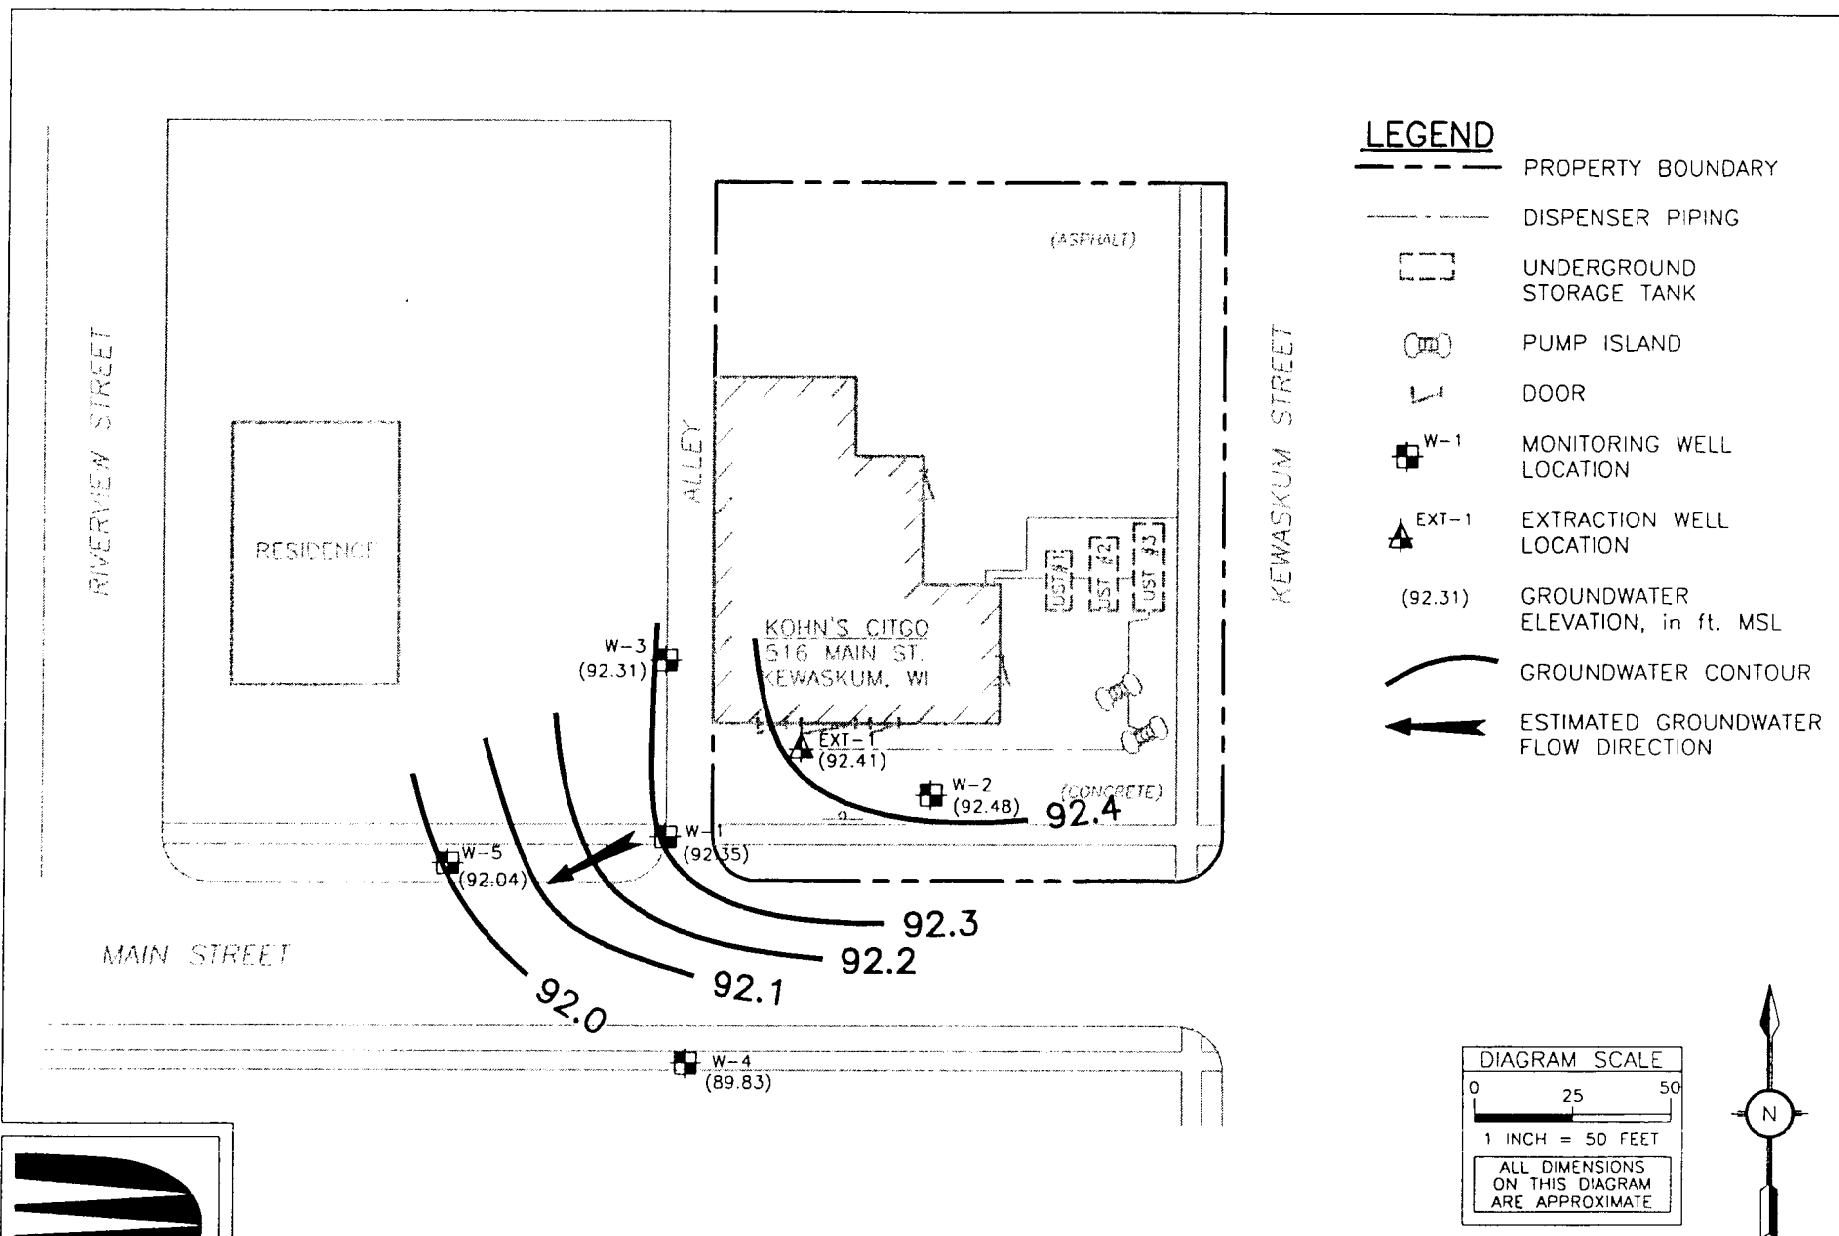 LEGEND
PROPERTY BOUNDARY
DISPENSER PIPING
UNDERGROUND
STORAGE TANK
PUMP ISLAND
DOOR
W-1
MONITORING WELL
LOCATION
EXT-1
EXTRACTION WELL
LOCATION
(92.31)
GROUNDWATER
ELEVATION, in ft. MSL
GROUNDWATER CONTOUR
ESTIMATED GROUNDWATER
FLOW DIRECTION
(ASPHALT)
RIVERVIEW STREET
ALLEY
KEWASKUM STREET
RESIDENCE
UST#1
UST #2
UST #3
KOHN'S CITGO
516 MAIN ST.
KEWASKUM, WI
W-3
(92.31)
EXT-1
(92.41)
W-2
(92.48)
(CONCRETE)
92.4
W-1
(92.35)
W-5
(92.04)
92.3
92.2
92.1
92.0
MAIN STREET
W-4
(89.83)
DIAGRAM SCALE
0 25 50
1 INCH = 50 FEET
ALL DIMENSIONS
ON THIS DIAGRAM
ARE APPROXIMATE
N